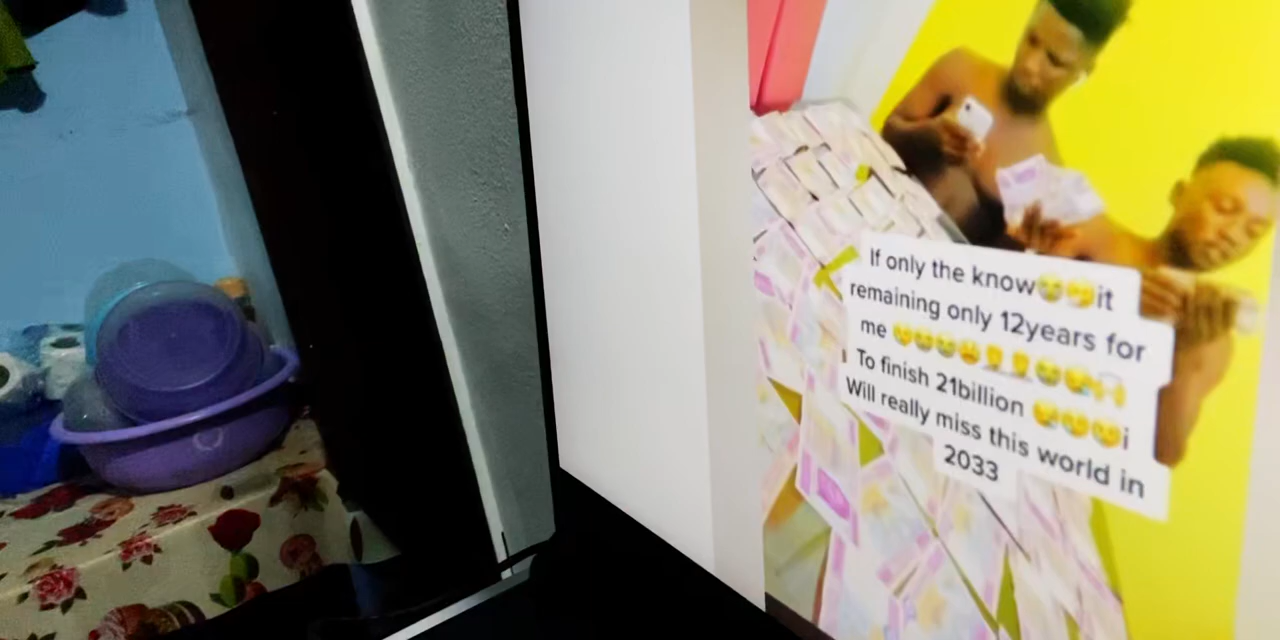 If only the know😭😢it
remaining only 12years for
me 😢😭😭😩🤦🤦😭😢🙌
To finish 21billion 😢😢😢i
Will really miss this world in
2033